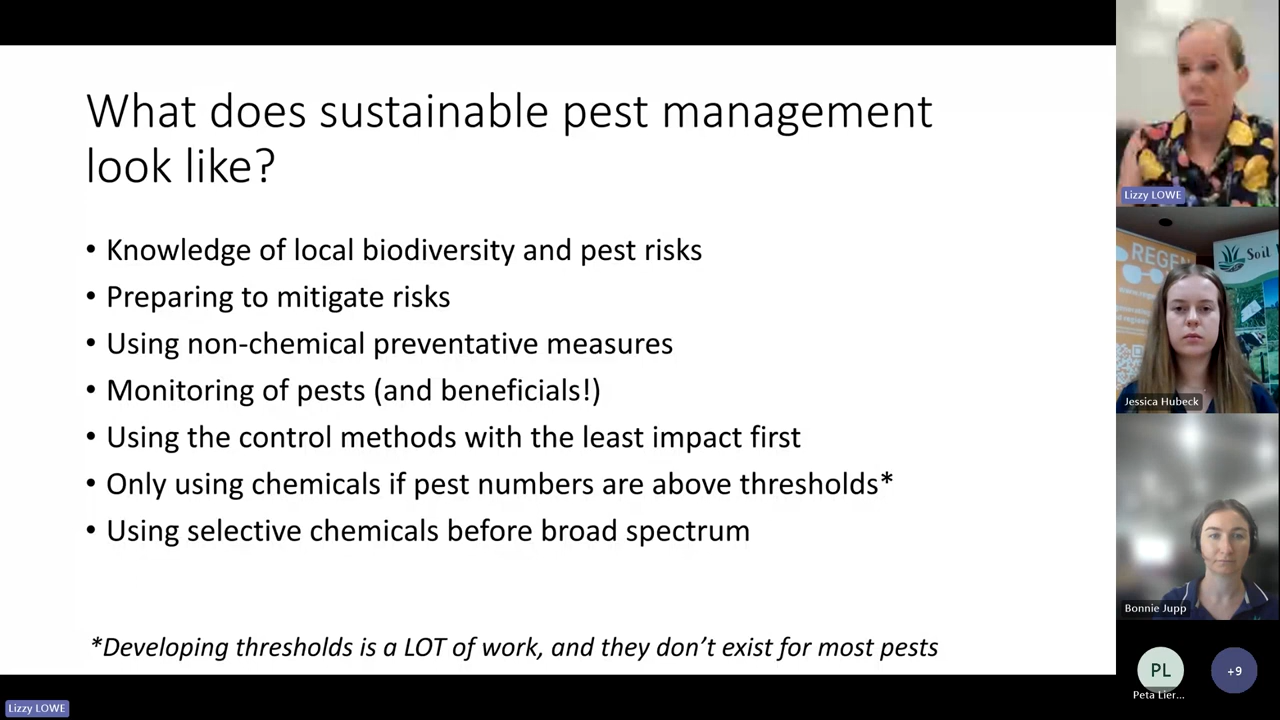 What does sustainable pest management
look like?
• Knowledge of local biodiversity and pest risks
• Preparing to mitigate risks
• Using non-chemical preventative measures
• Monitoring of pests (and beneficials!)
• Using the control methods with the least impact first
• Only using chemicals if pest numbers are above thresholds*
• Using selective chemicals before broad spectrum
*Developing thresholds is a LOT of work, and they don’t exist for most pests
Lizzy LOWE
Lizzy LOWE
REGEN
Soil
Jessica Hubeck
Bonnie Jupp
PL
Peta Lier...
+9